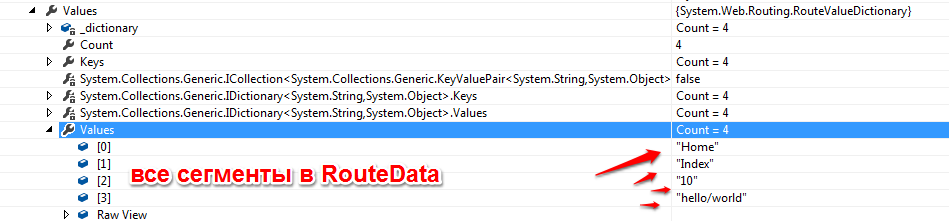 Values {System.Web.Routing.RouteValueDictionary}
_dictionary Count = 4
Count 4
Keys Count = 4
System.Collections.Generic.ICollection<System.Collections.Generic.KeyValuePair<System.String,System.Object> false
System.Collections.Generic.IDictionary<System.String,System.Object>.Keys Count = 4
System.Collections.Generic.IDictionary<System.String,System.Object>.Values Count = 4
Values Count = 4
[0] "Home"
[1] "Index"
[2] "10"
[3] "hello/world"
все сегменты в RouteData
Raw View